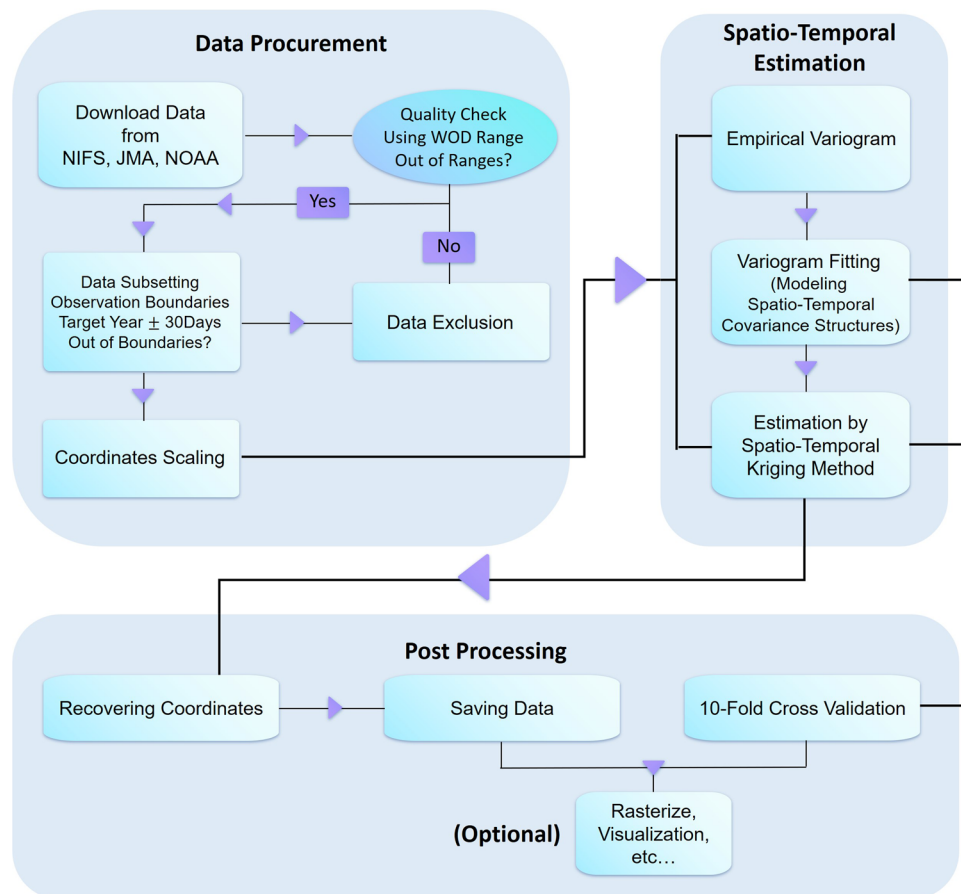 Data Procurement
Download Data
from
NIFS, JMA, NOAA
Quality Check
Using WOD Range
Out of Ranges?
Yes
No
Data Subsetting
Observation Boundaries
Target Year ± 30Days
Out of Boundaries?
Data Exclusion
Coordinates Scaling
Spatio-Temporal
Estimation
Empirical Variogram
Variogram Fitting
(Modeling
Spatio-Temporal
Covariance Structures)
Estimation by
Spatio-Temporal
Kriging Method
Post Processing
Recovering Coordinates
Saving Data
10-Fold Cross Validation
(Optional)
Rasterize,
Visualization,
etc…